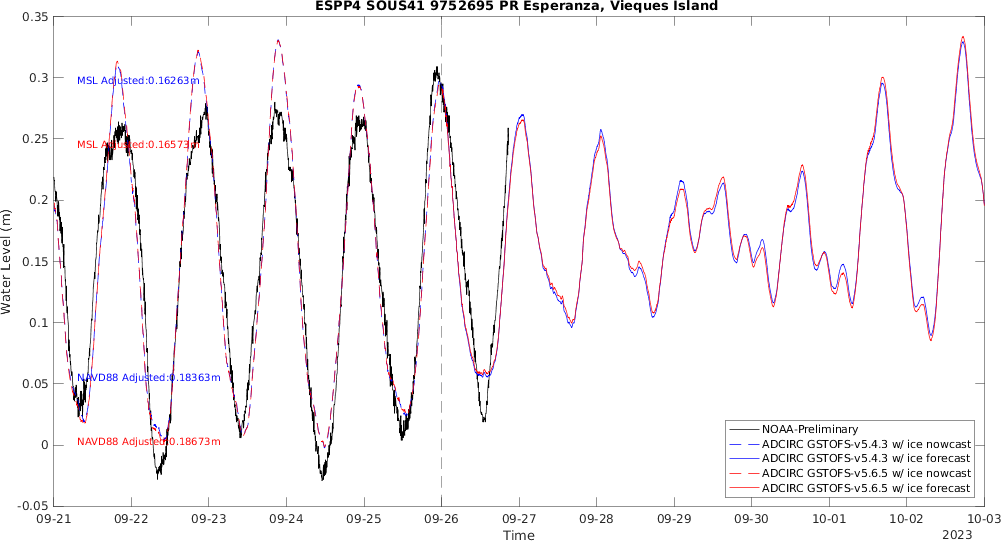 ESPP4 SOUS41 9752695 PR Esperanza, Vieques Island
Water Level (m)
0.35
0.3
0.25
0.2
0.15
0.1
0.05
0
-0.05
MSL Adjusted:0.16263m
MSL Adjusted:0.16573m
NAVD88 Adjusted:0.18363m
NAVD88 Adjusted:0.18673m
NOAA-Preliminary
ADCIRC GSTOFS-v5.4.3 w/ ice nowcast
ADCIRC GSTOFS-v5.4.3 w/ ice forecast
ADCIRC GSTOFS-v5.6.5 w/ ice nowcast
ADCIRC GSTOFS-v5.6.5 w/ ice forecast
09-21 09-22 09-23 09-24 09-25 09-26 09-27 09-28 09-29 09-30 10-01 10-02 10-03
Time
2023